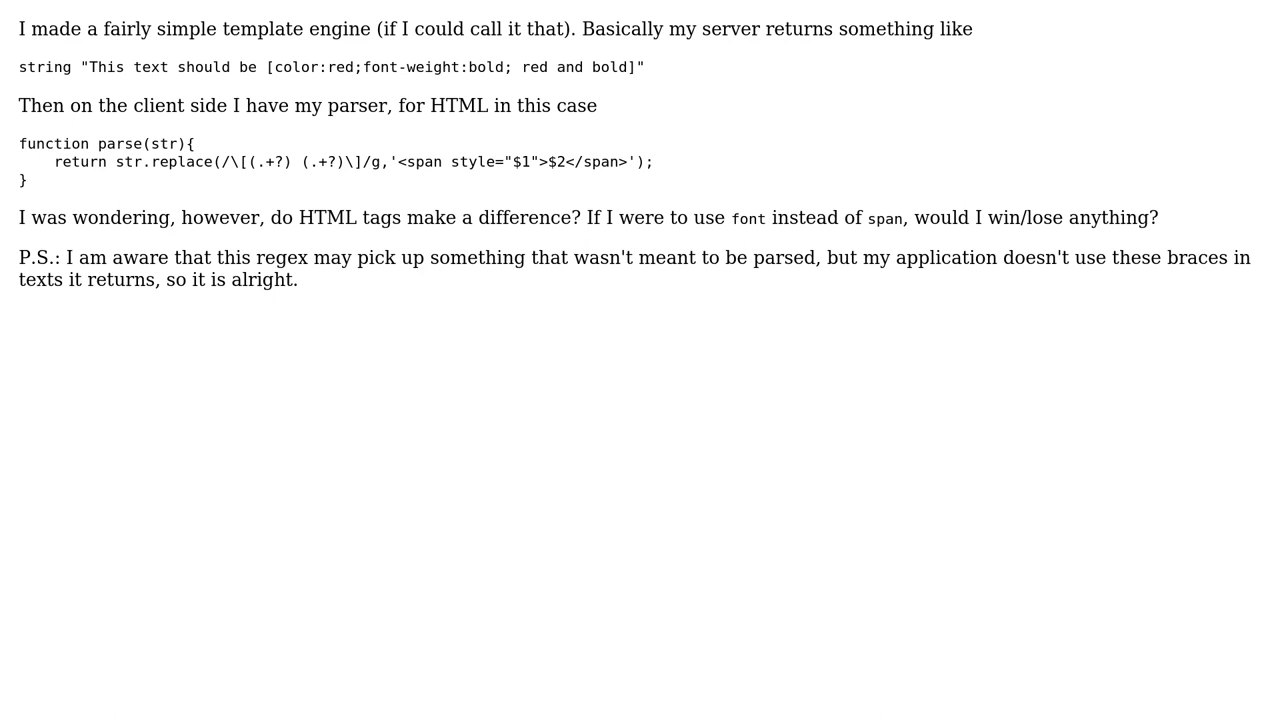 I made a fairly simple template engine (if I could call it that). Basically my server returns something like
string "This text should be [color:red;font-weight:bold; red and bold]"
Then on the client side I have my parser, for HTML in this case
function parse(str){
    return str.replace(/\[(.+?) (.+?)\]/g,'<span style="$1">$2</span>');
}
I was wondering, however, do HTML tags make a difference? If I were to use font instead of span, would I win/lose anything?
P.S.: I am aware that this regex may pick up something that wasn't meant to be parsed, but my application doesn't use these braces in
texts it returns, so it is alright.